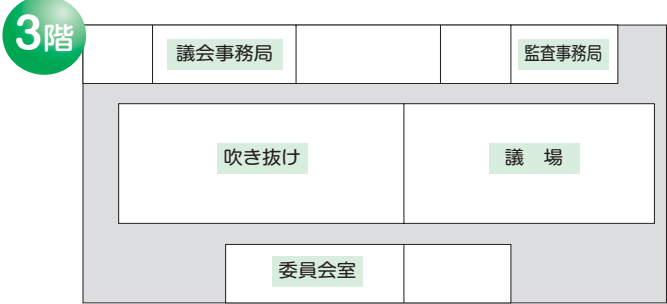 3階
議会事務局
監査事務局
吹き抜け
議 場
委員会室